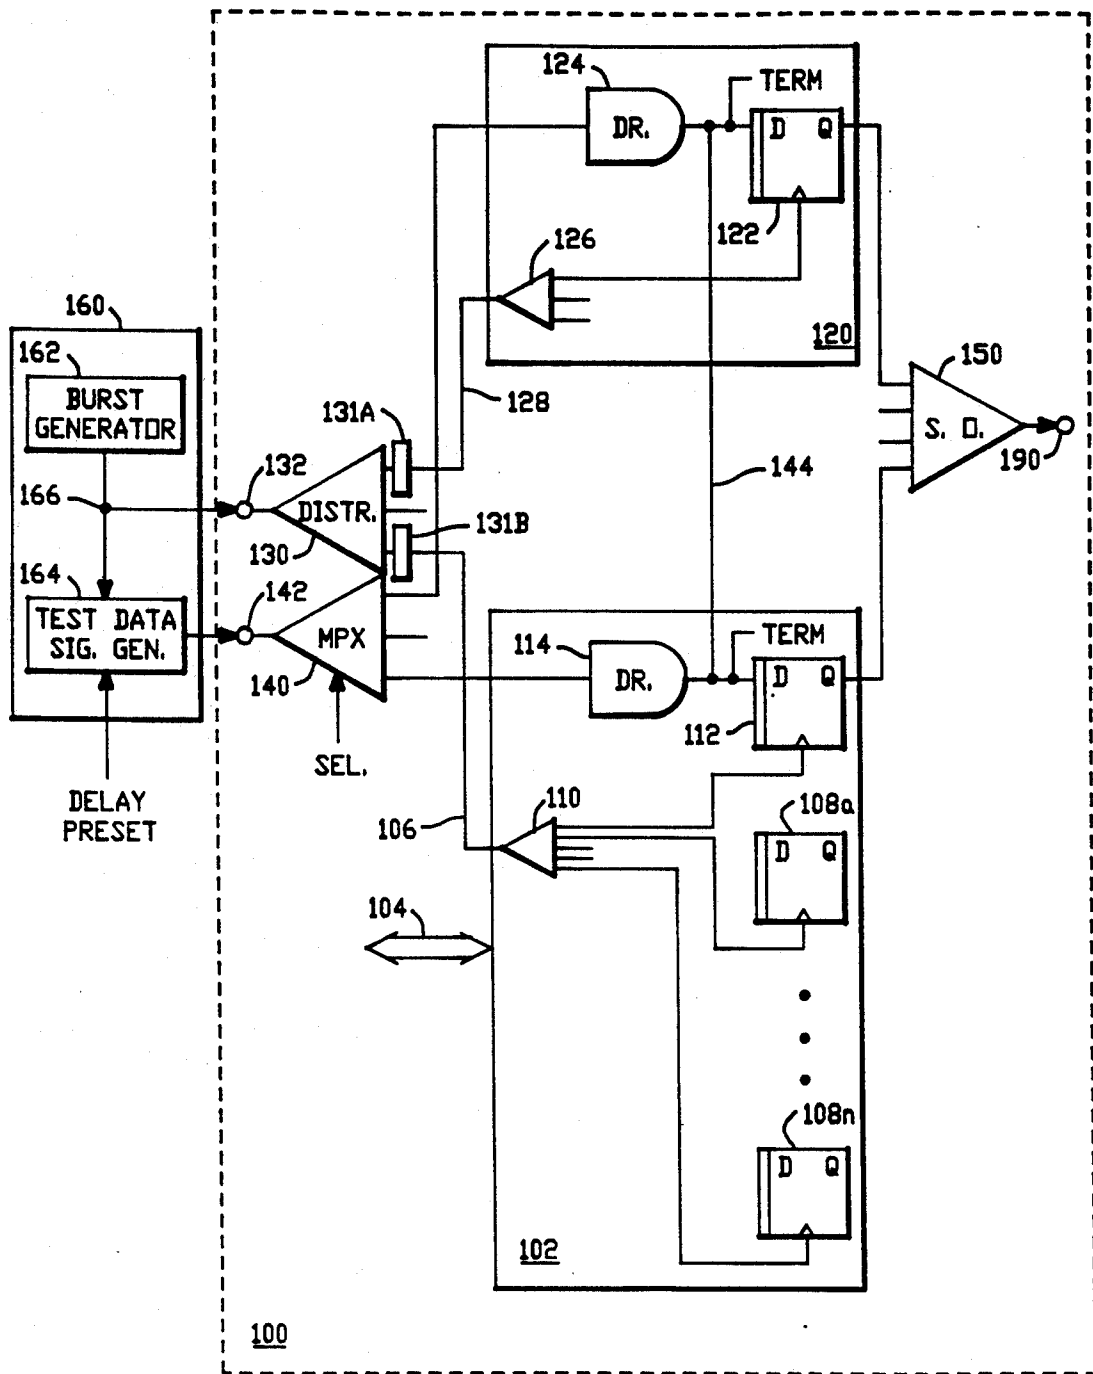 124
TERM
DR.
D Q
122
126
120
160
162
BURST
GENERATOR
166
164
TEST DATA
SIG. GEN.
DELAY
PRESET
132
DISTR.
130
131A
131B
128
142
MPX
140
SEL.
144
150
S. O.
190
114
TERM
DR.
D Q
112
110
106
108a
D Q
104
108n
D Q
102
100